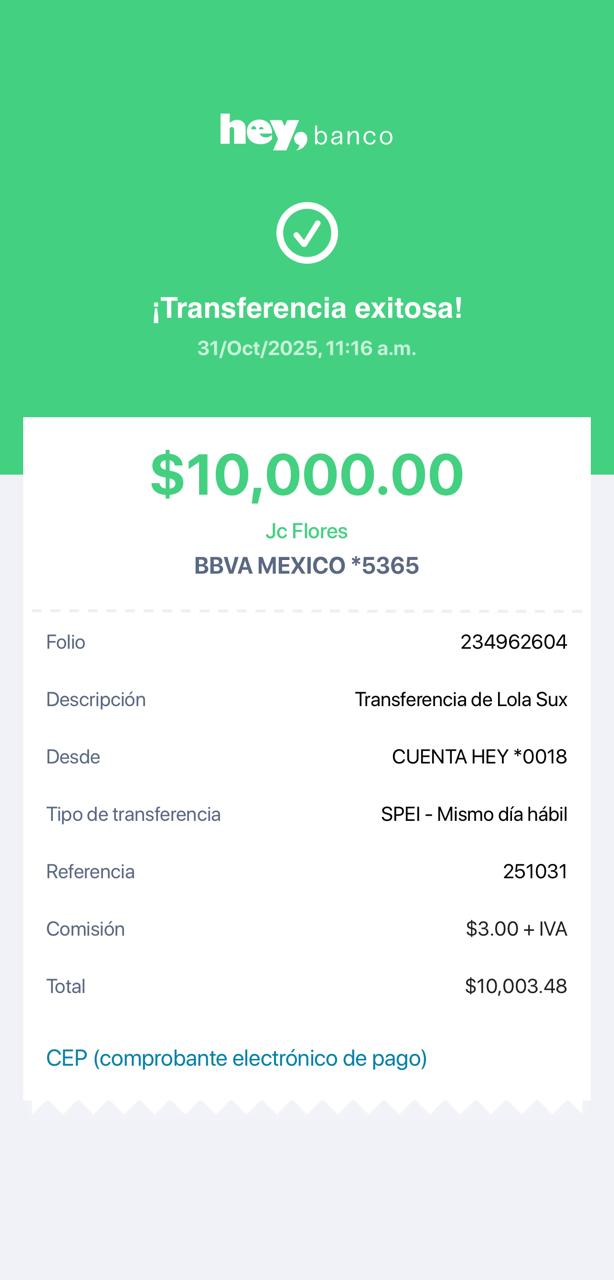 hey, banco
¡Transferencia exitosa!
31/Oct/2025, 11:16 a.m.
$10,000.00
Jc Flores
BBVA MEXICO *5365
Folio 234962604
Descripción Transferencia de Lola Sux
Desde CUENTA HEY *0018
Tipo de transferencia SPEI - Mismo día hábil
Referencia 251031
Comisión $3.00 + IVA
Total $10,003.48
CEP (comprobante electrónico de pago)